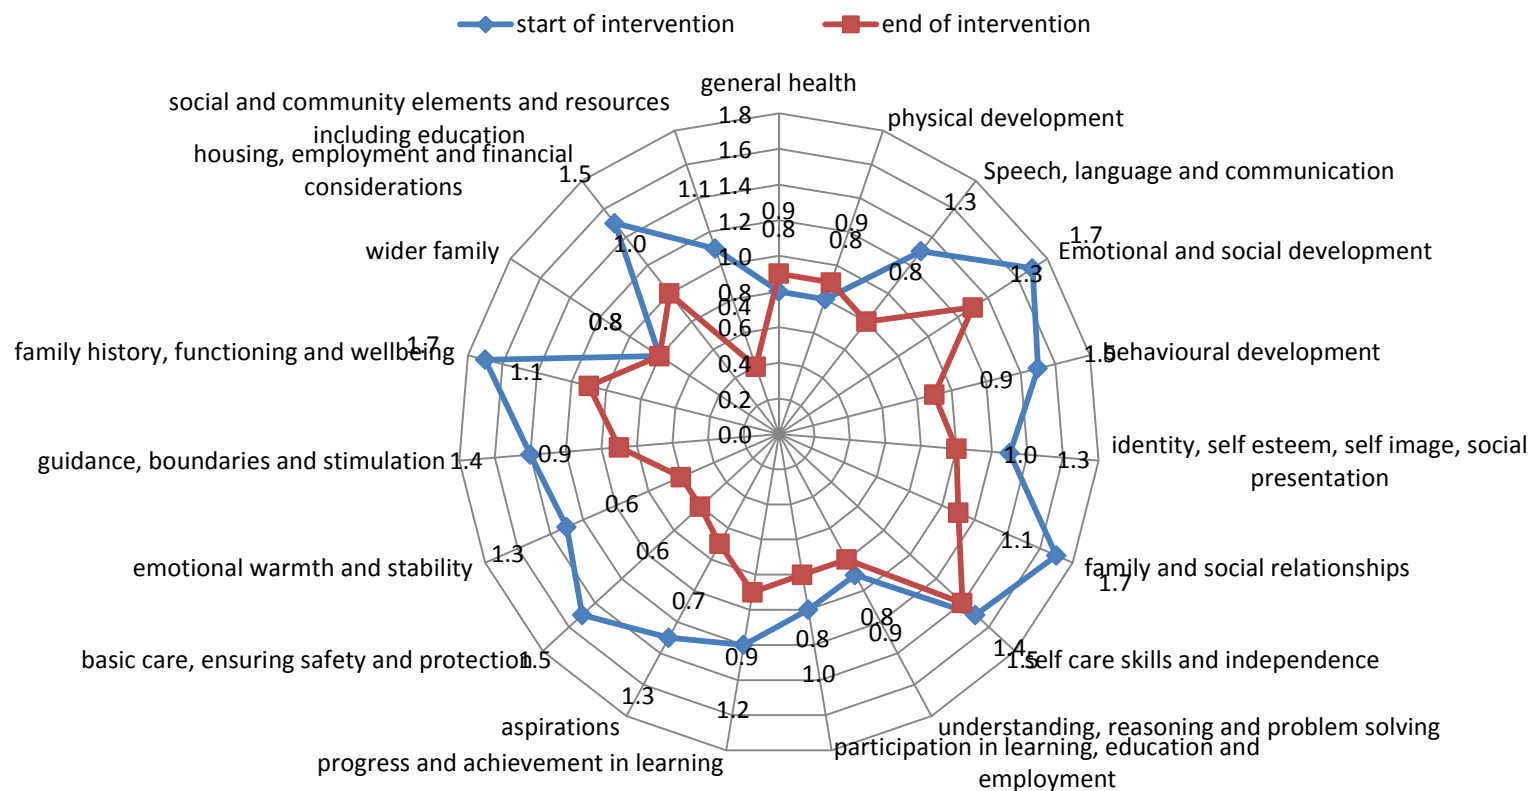 start of intervention
end of intervention
general health
social and community elements and resources
including education
1.8
physical development
1.6
housing, employment and financial
considerations
1.5
Speech, language and communication
1.3
1.1
1.4
0.9
0.8
0.9
0.8
1.2
1.7
wider family
1.0
1.0
Emotional and social development
0.8
1.3
0.8
0.4
0.8
0.6
family history, functioning and wellbeing
1.7
1.1
0.4
0.9
1.5
behavioural development
0.2
0.0
guidance, boundaries and stimulation
1.4
0.9
1.0
1.3
identity, self esteem, self image, social
presentation
0.6
emotional warmth and stability
1.3
0.6
1.1
family and social relationships
1.7
0.7
0.8
0.9
0.8
0.9
1.0
1.4
1.5
self care skills and independence
basic care, ensuring safety and protection
1.5
1.3
1.2
aspirations
understanding, reasoning and problem solving
progress and achievement in learning
participation in learning, education and
employment